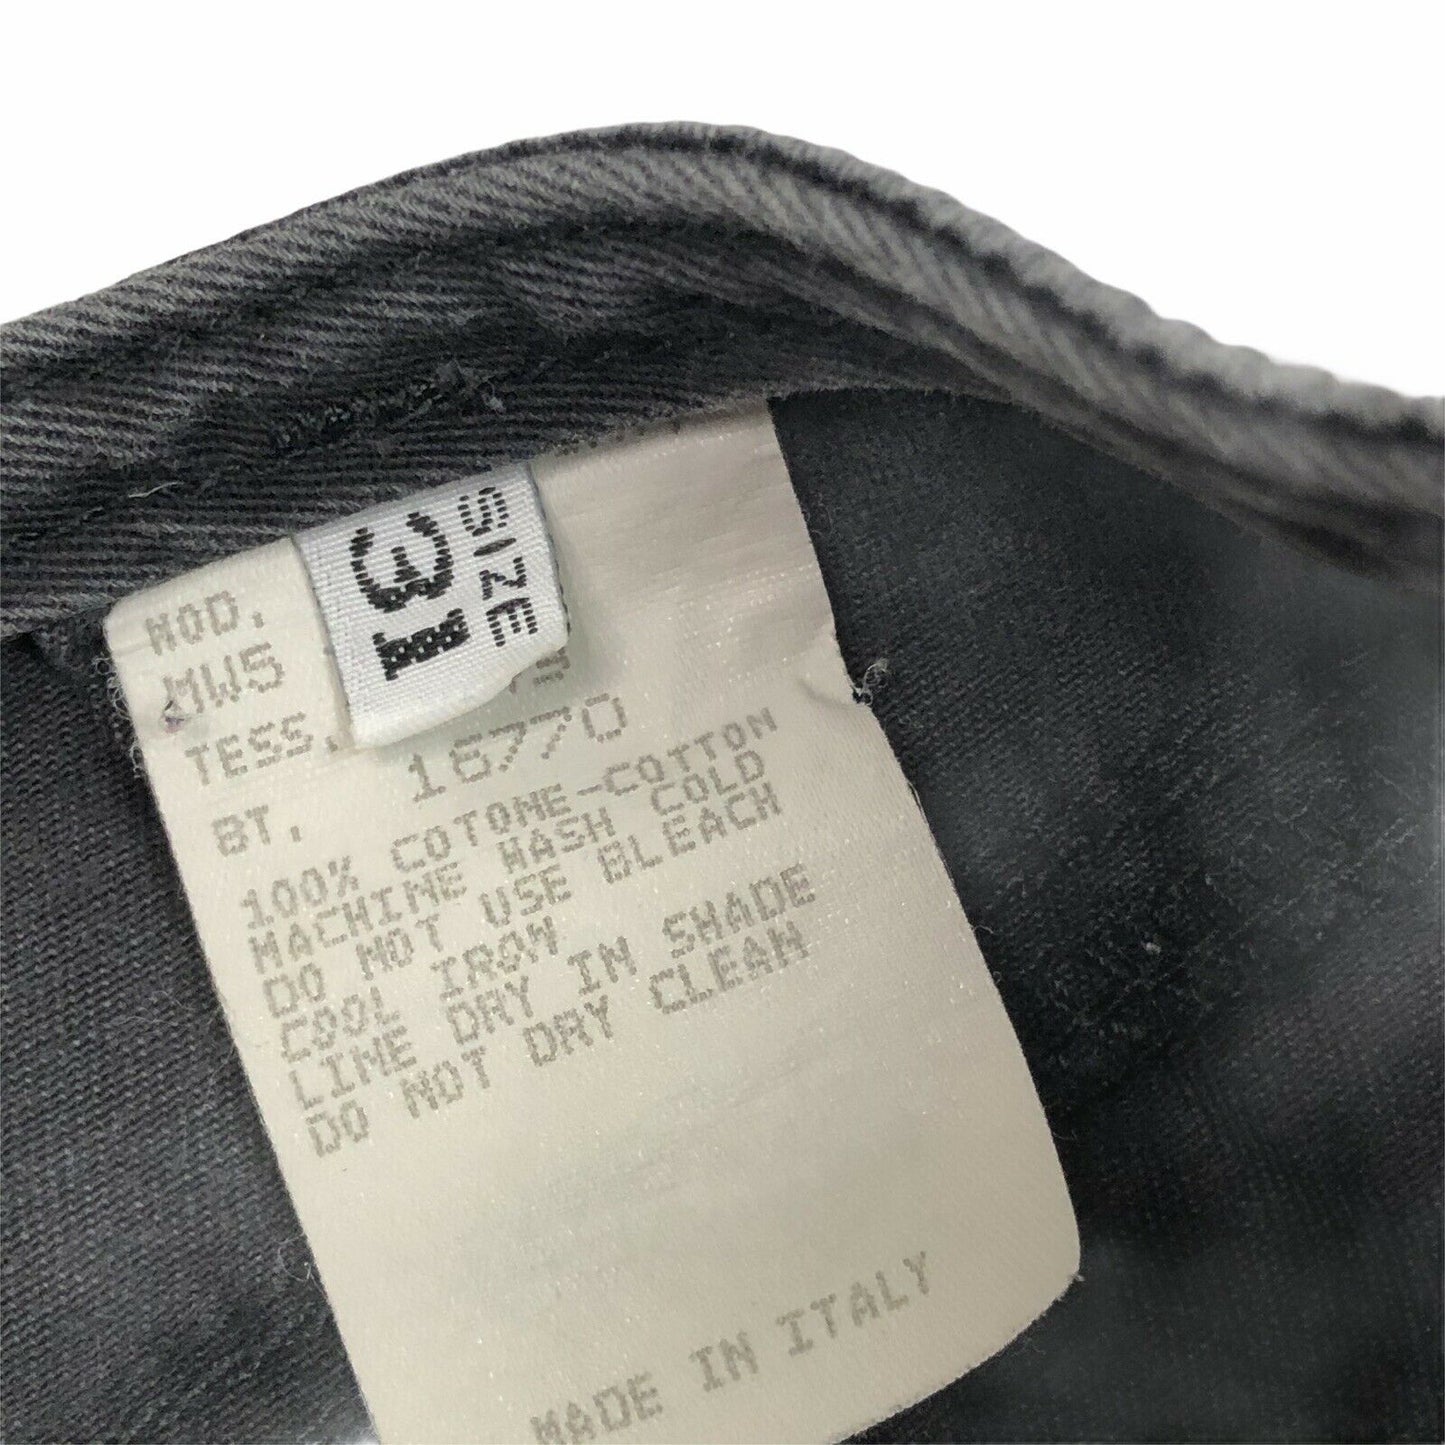 SIZE
31
MOD.
MW5
TESS.
BT. 16770
100% COTONE-COTTON
MACHINE WASH COLD
DO NOT USE BLEACH
COOL IRON
LINE DRY IN SHADE
DO NOT DRY CLEAN
MADE IN ITALY